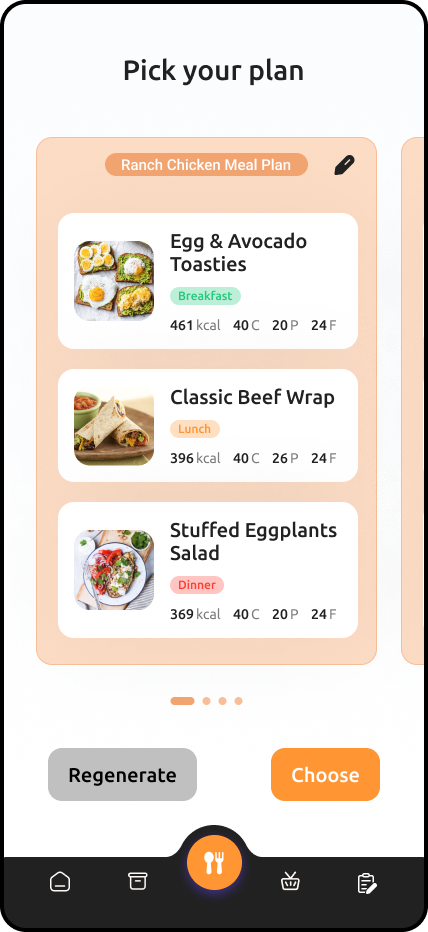 Pick your plan
Ranch Chicken Meal Plan
Egg & Avocado
Toasties
Breakfast
461 kcal 40 C 20 P 24 F
Classic Beef Wrap
Lunch
396 kcal 40 C 26 P 24 F
Stuffed Eggplants
Salad
Dinner
369 kcal 40 C 20 P 24 F
Regenerate Choose